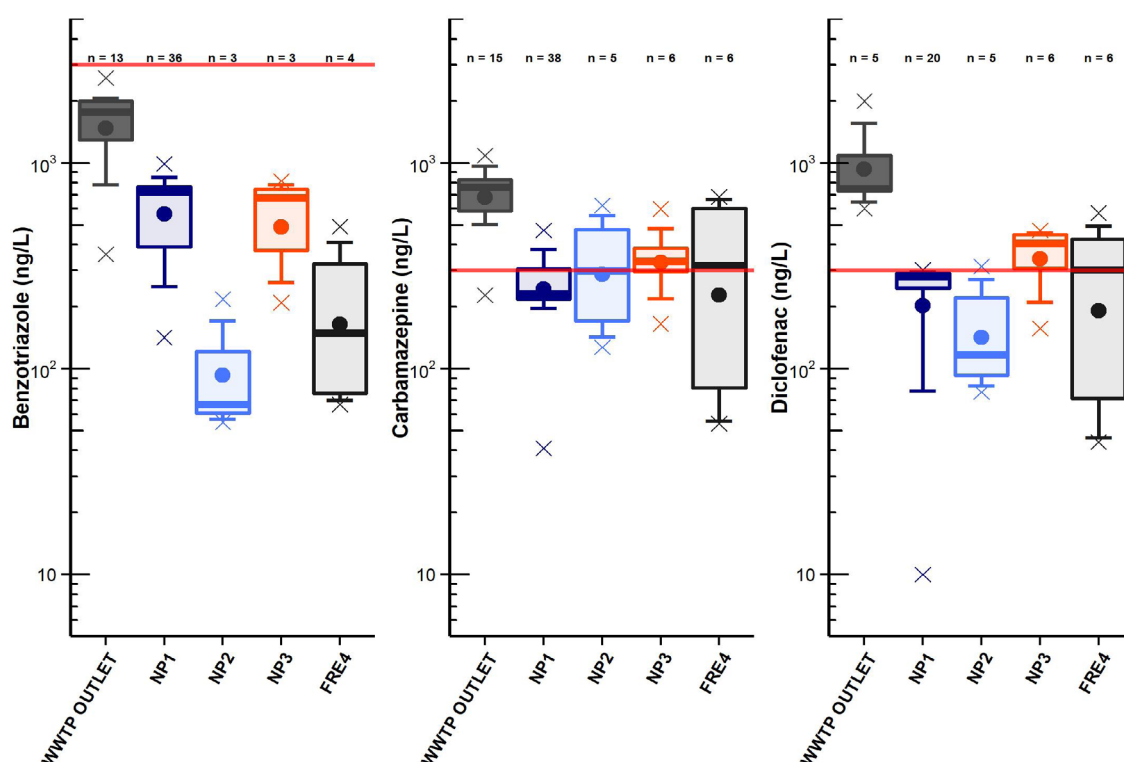 n = 13 n = 36 n = 3 n = 3 n = 4
10³
10²
10
Benzotriazole (ng/L)
WWTP OUTLET NP1 NP2 NP3 FRE4
n = 15 n = 38 n = 5 n = 6 n = 6
10³
10²
10
Carbamazepine (ng/L)
WWTP OUTLET NP1 NP2 NP3 FRE4
n = 5 n = 20 n = 5 n = 6 n = 6
10³
10²
10
Diclofenac (ng/L)
WWTP OUTLET NP1 NP2 NP3 FRE4